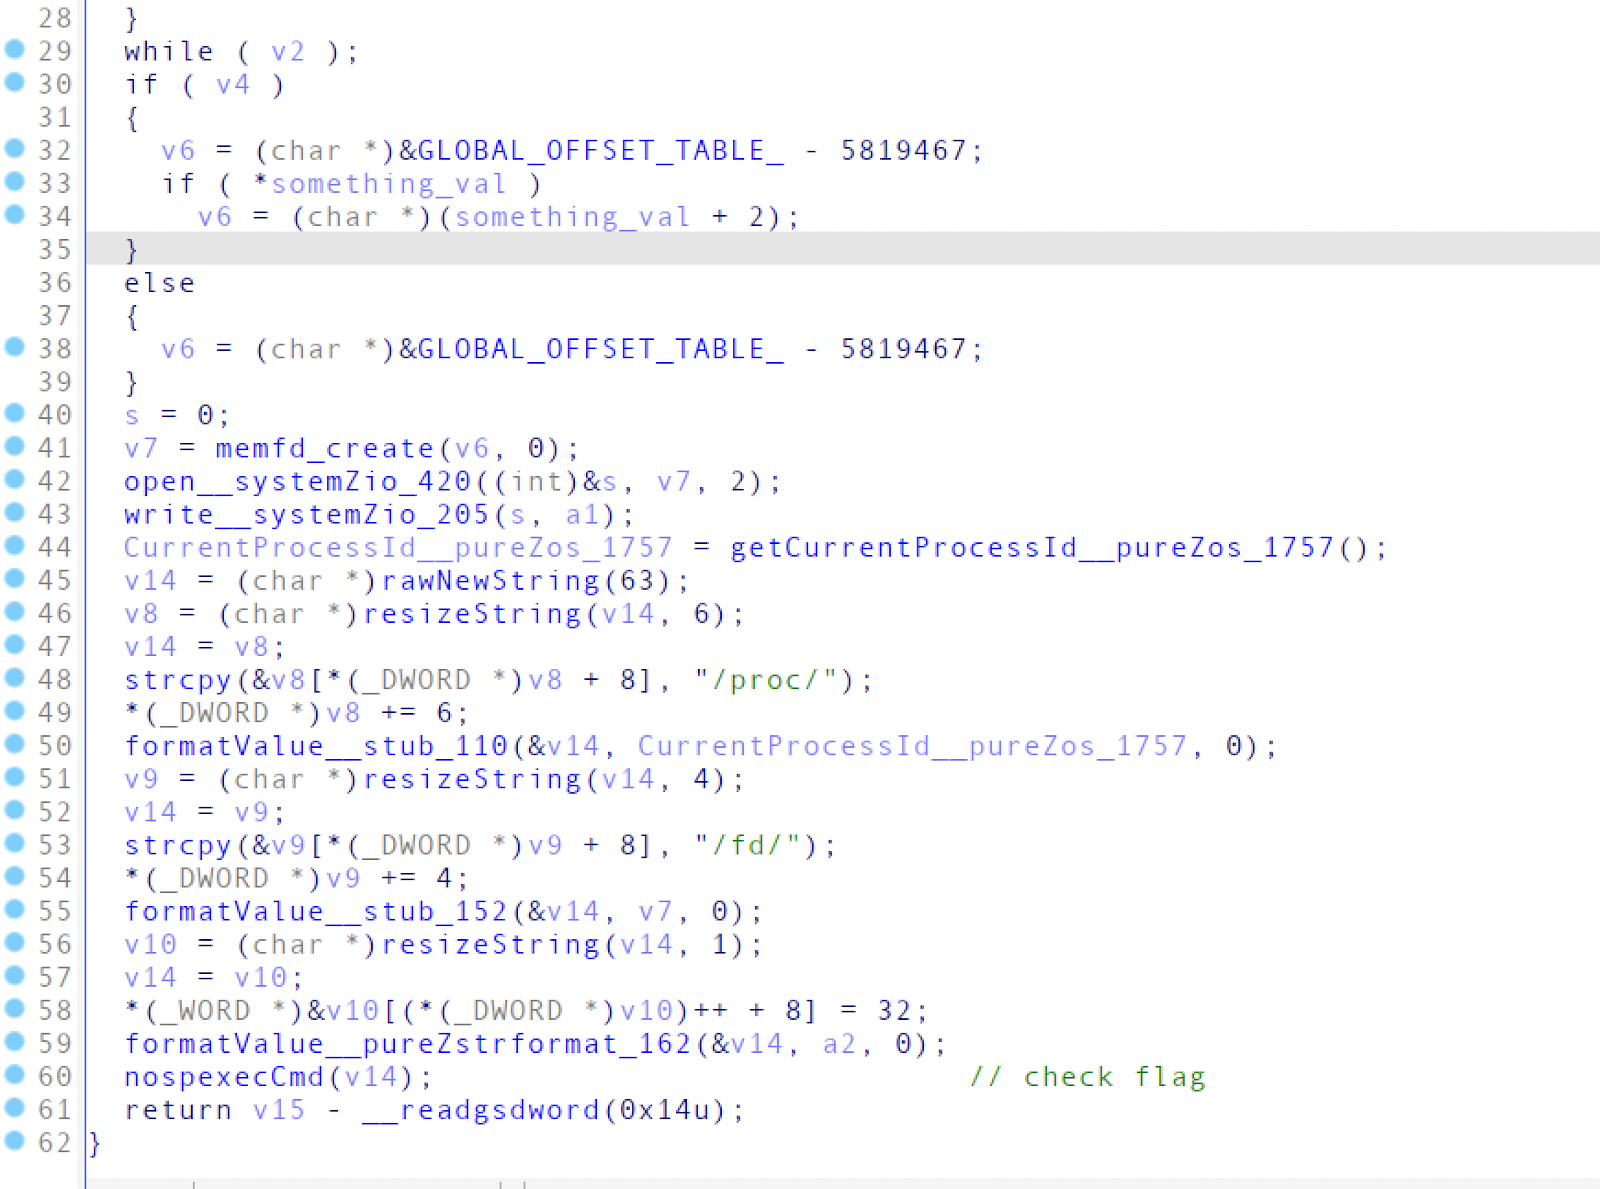 28 }
29 while ( v2 );
30 if ( v4 )
31 {
32 v6 = (char *)&GLOBAL_OFFSET_TABLE_ - 5819467;
33 if ( *something_val )
34 v6 = (char *)(something_val + 2);
35 }
36 else
37 {
38 v6 = (char *)&GLOBAL_OFFSET_TABLE_ - 5819467;
39 }
40 s = 0;
41 v7 = memfd_create(v6, 0);
42 open__systemZio_420((int)&s, v7, 2);
43 write__systemZio_205(s, a1);
44 CurrentProcessId__pureZos_1757 = getCurrentProcessId__pureZos_1757();
45 v14 = (char *)rawNewString(63);
46 v8 = (char *)resizeString(v14, 6);
47 v14 = v8;
48 strcpy(&v8[*(_DWORD *)v8 + 8], "/proc/");
49 *(_DWORD *)v8 += 6;
50 formatValue__stub_110(&v14, CurrentProcessId__pureZos_1757, 0);
51 v9 = (char *)resizeString(v14, 4);
52 v14 = v9;
53 strcpy(&v9[*(_DWORD *)v9 + 8], "/fd/");
54 *(_DWORD *)v9 += 4;
55 formatValue__stub_152(&v14, v7, 0);
56 v10 = (char *)resizeString(v14, 1);
57 v14 = v10;
58 *(_WORD *)&v10[(*(_DWORD *)v10)++ + 8] = 32;
59 formatValue__pureZstrformat_162(&v14, a2, 0);
60 nospexecCmd(v14); // check flag
61 return v15 - __readgsdword(0x14u);
62 }